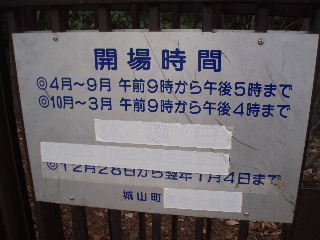 開場時間
◎4月～9月 午前9時から午後5時まで
◎10月～3月 午前9時から午後4時まで
◎12月28日から翌年1月4日まで
城山町